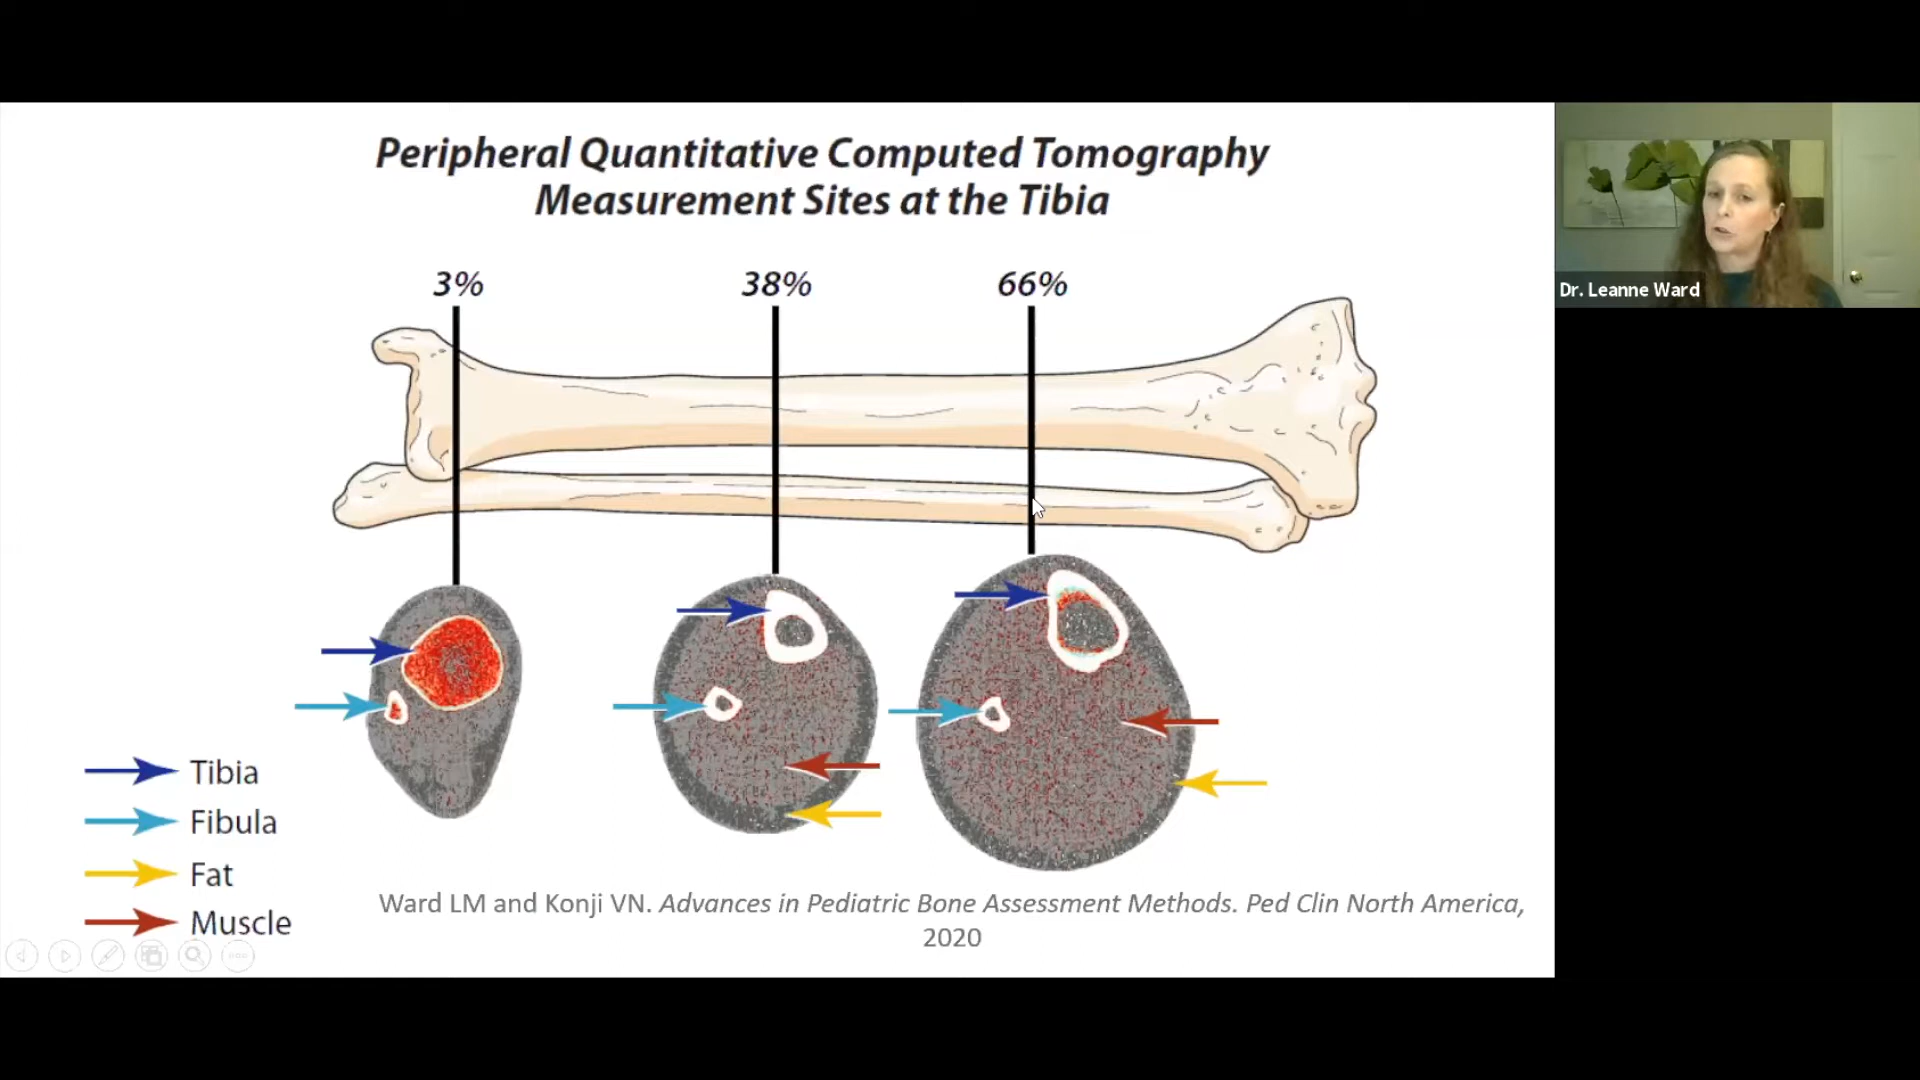 Peripheral Quantitative Computed Tomography
Measurement Sites at the Tibia
3%
38%
66%
Dr. Leanne Ward
Tibia
Fibula
Fat
Muscle
Ward LM and Konji VN. Advances in Pediatric Bone Assessment Methods. Ped Clin North America,
2020